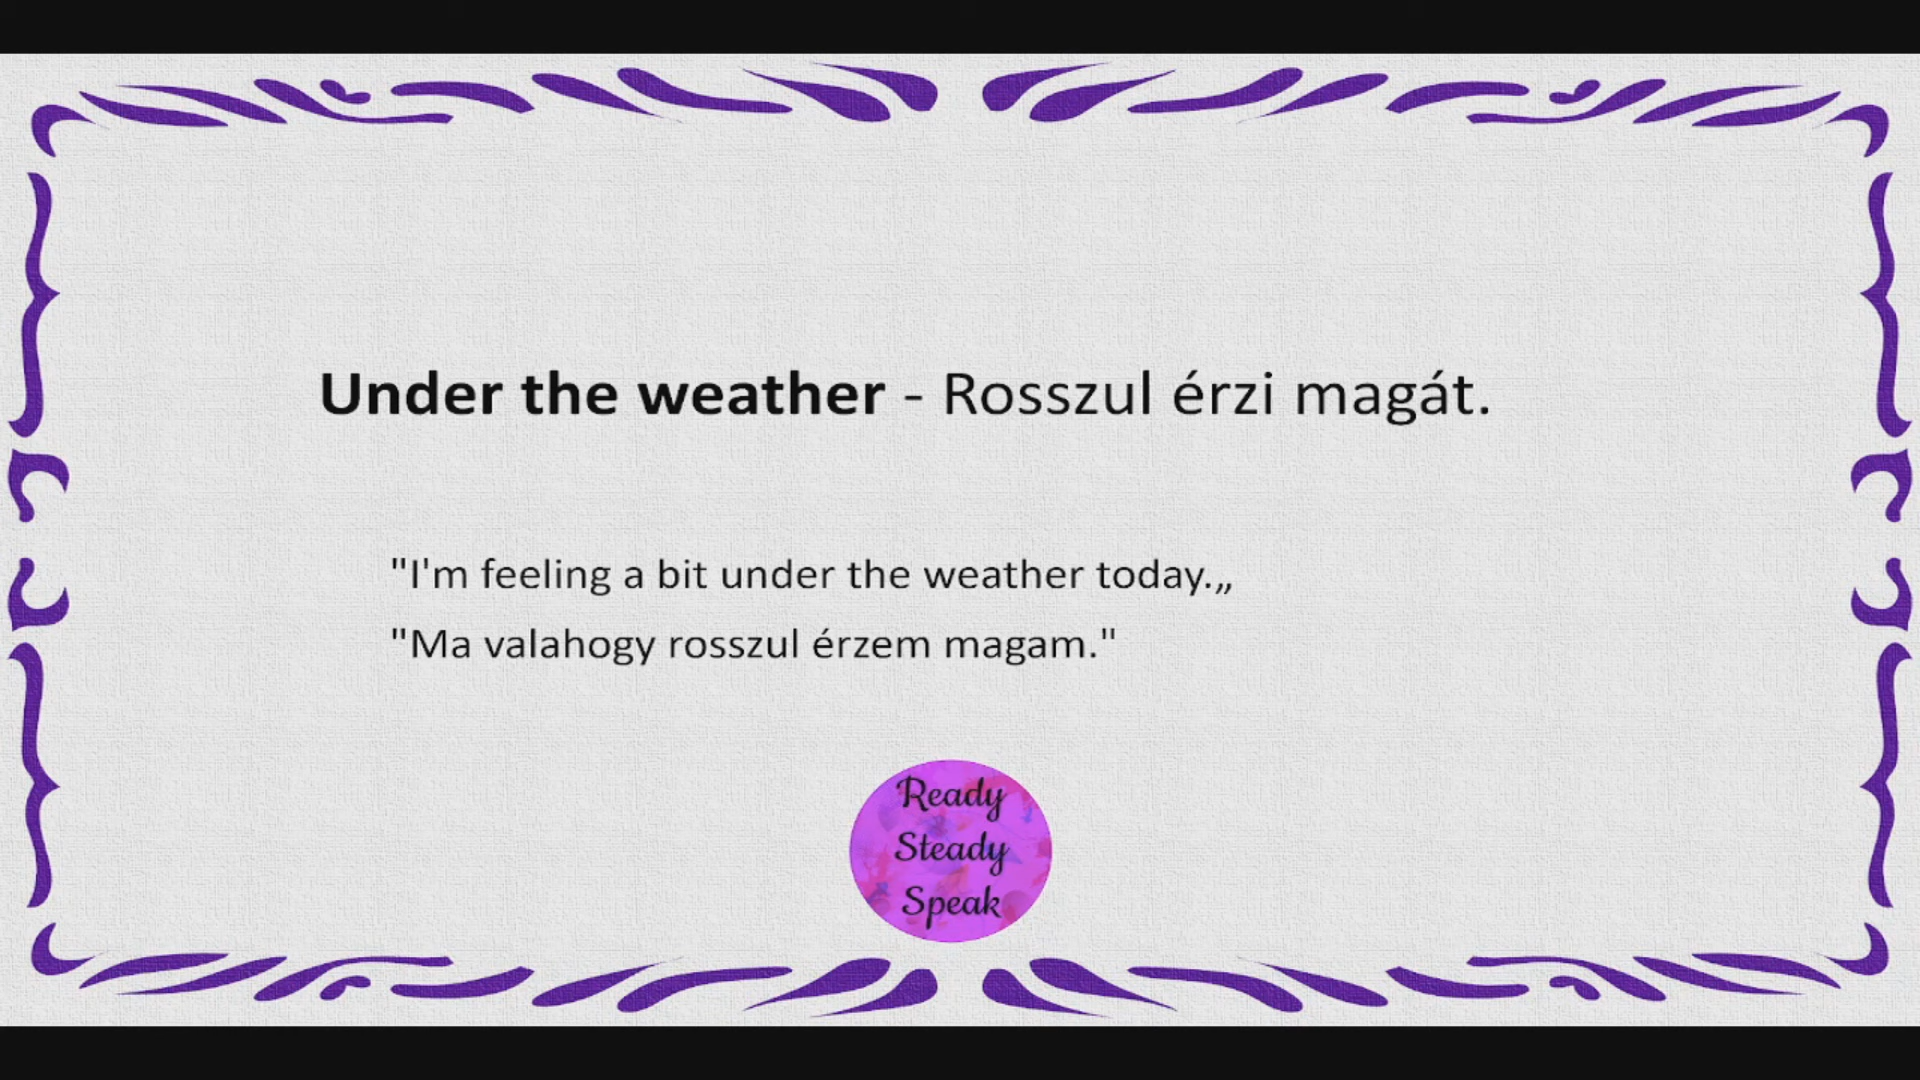 Under the weather - Rosszul érzi magát.
"I'm feeling a bit under the weather today.„
"Ma valahogy rosszul érzem magam."
Ready
Steady
Speak